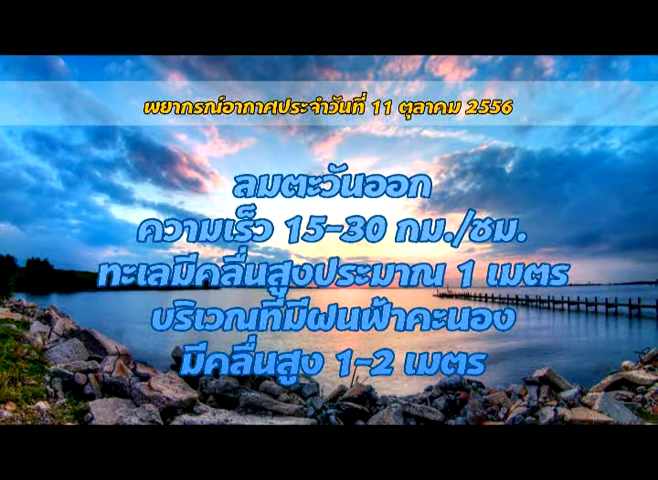 พยากรณ์อากาศประจำวันที่ 11 ตุลาคม 2556
ลมตะวันออก
ความเร็ว 15-30 กม./ชม.
ทะเลมีคลื่นสูงประมาณ 1 เมตร
บริเวณที่มีฝนฟ้าคะนอง
มีคลื่นสูง 1-2 เมตร